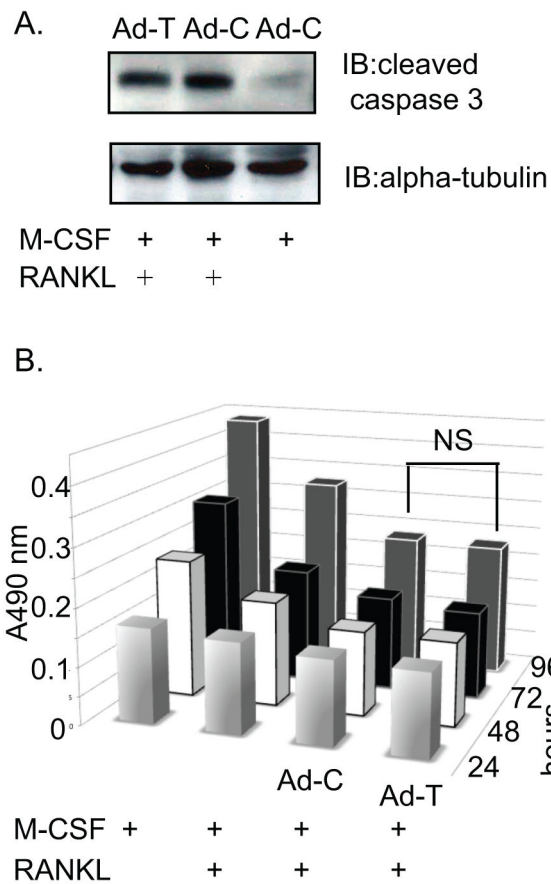 A.
Ad-T Ad-C Ad-C
IB:cleaved
caspase 3
IB:alpha-tubulin
M-CSF + + +
RANKL + +
B.
NS
A490 nm
0.4
0.3
0.2
0.1
0
96
72
48
24
hours
Ad-C
Ad-T
M-CSF + + + +
RANKL + + +